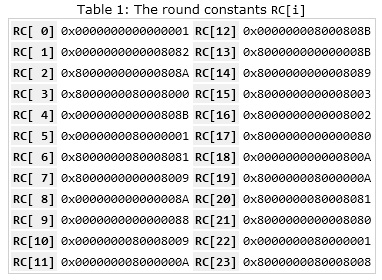 Table 1: The round constants RC[i]
RC[ 0] 0x0000000000000001 RC[12] 0x000000008000808B
RC[ 1] 0x0000000000008082 RC[13] 0x800000000000008B
RC[ 2] 0x800000000000808A RC[14] 0x8000000000008089
RC[ 3] 0x8000000080008000 RC[15] 0x8000000000008003
RC[ 4] 0x000000000000808B RC[16] 0x8000000000008002
RC[ 5] 0x0000000080000001 RC[17] 0x8000000000000080
RC[ 6] 0x8000000080008081 RC[18] 0x000000000000800A
RC[ 7] 0x8000000000008009 RC[19] 0x800000008000000A
RC[ 8] 0x000000000000008A RC[20] 0x8000000080008081
RC[ 9] 0x0000000000000088 RC[21] 0x8000000000008080
RC[10] 0x0000000080008009 RC[22] 0x0000000080000001
RC[11] 0x000000008000000A RC[23] 0x8000000080008008